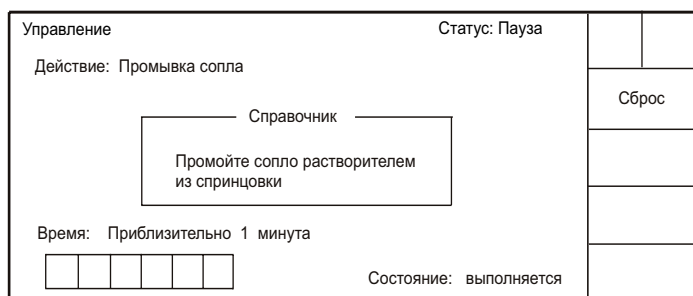 Управление Статус: Пауза
Действие: Промывка сопла
Сброс
Справочник
Промойте сопло растворителем
из спринцовки
Время: Приблизительно 1 минута
Состояние: выполняется